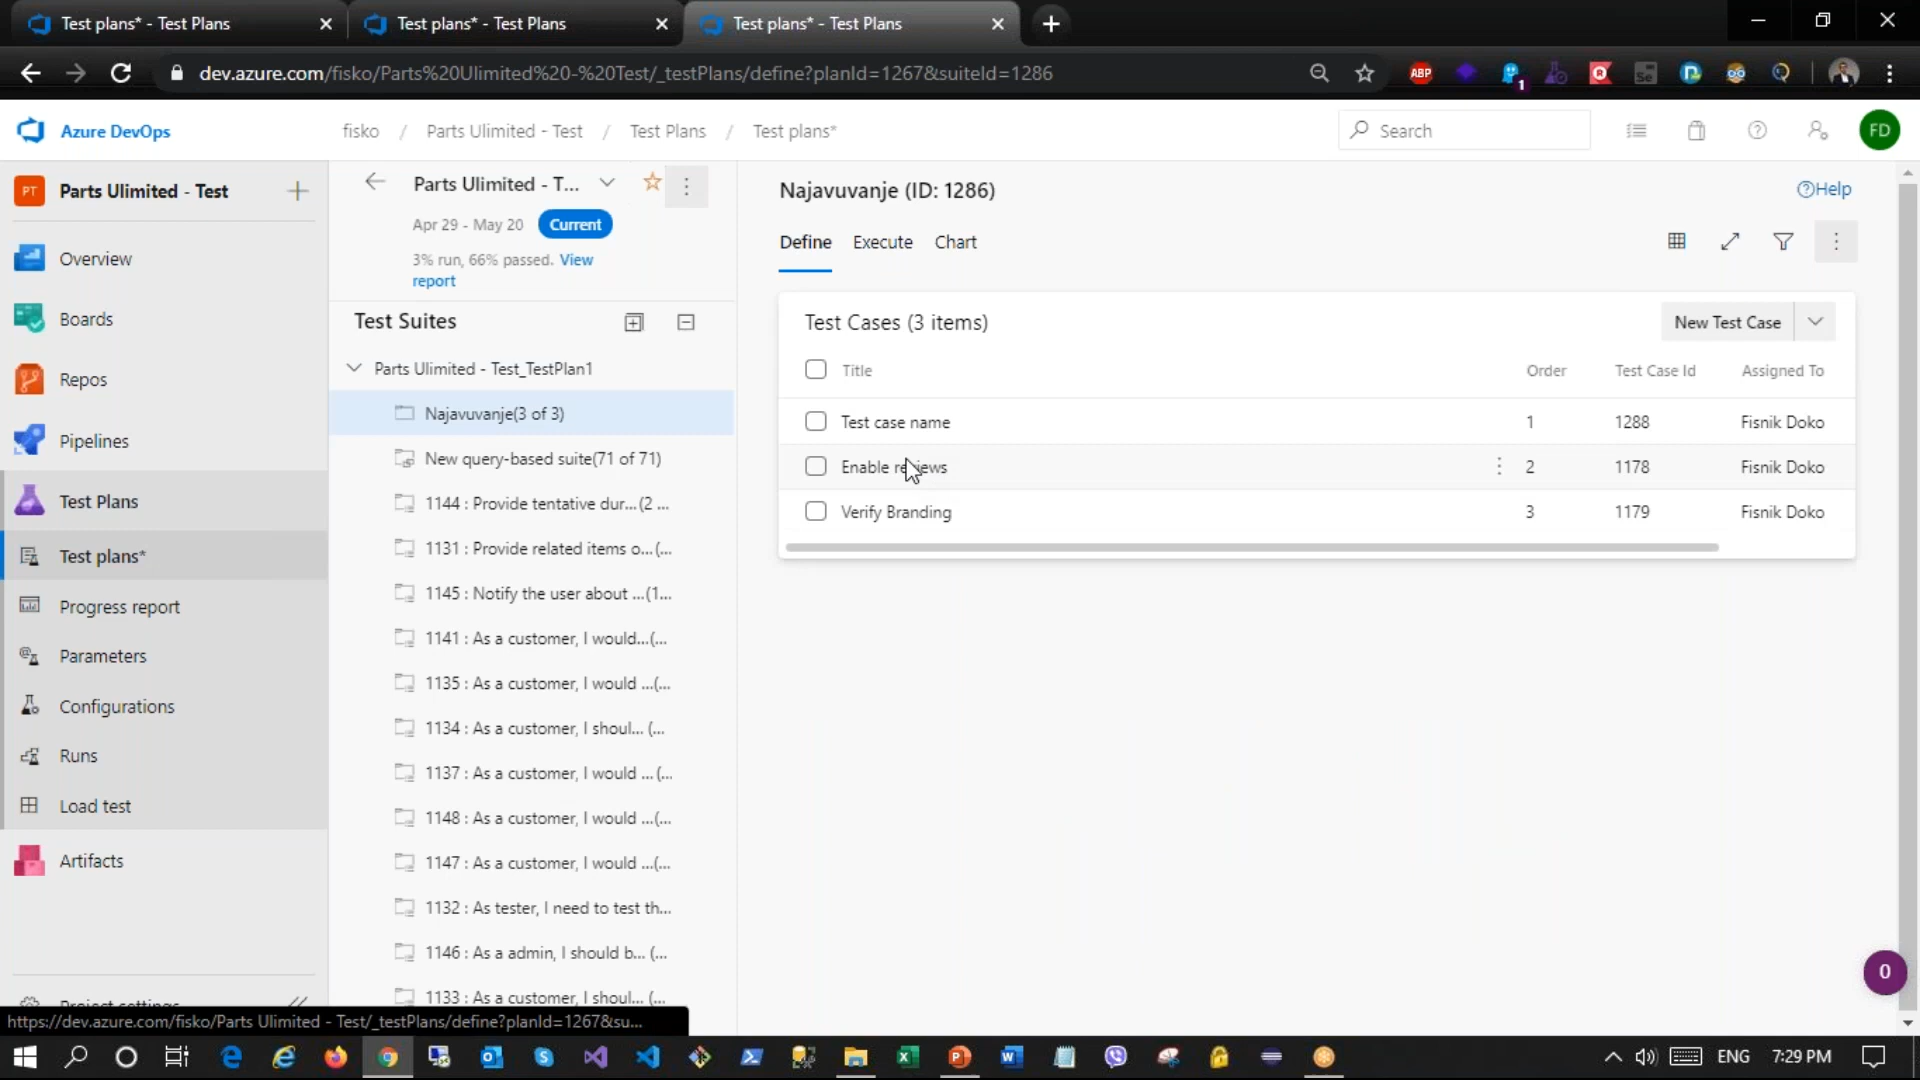 Test plans* - Test Plans
Test plans* - Test Plans
Test plans* - Test Plans
dev.azure.com/fisko/Parts%20Ulimited%20-%20Test/_testPlans/define?planId=1267&suiteId=1286
ABP
1
Se
Azure DevOps
fisko / Parts Ulimited - Test / Test Plans / Test plans*
Search
FD
PT
Parts Ulimited - Test
Overview
Boards
Repos
Pipelines
Test Plans
Test plans*
Progress report
Parameters
Configurations
Runs
Load test
Artifacts
Project settings
Parts Ulimited - T...
Apr 29 - May 20 Current
3% run, 66% passed. View
report
Test Suites
Parts Ulimited - Test_TestPlan1
Najavuvanje(3 of 3)
New query-based suite(71 of 71)
1144 : Provide tentative dur...(2 ...
1131 : Provide related items o...(...
1145 : Notify the user about ...(1...
1141 : As a customer, I would...(...
1135 : As a customer, I would ...(...
1134 : As a customer, I shoul... (...
1137 : As a customer, I would ... (...
1148 : As a customer, I would ...(...
1147 : As a customer, I would ...(...
1132 : As tester, I need to test th...
1146 : As a admin, I should b... (...
1133 : As a customer, I shoul... (...
Najavuvanje (ID: 1286)
Help
Define Execute Chart
Test Cases (3 items)
New Test Case
Title Order Test Case Id Assigned To
Test case name 1 1288 Fisnik Doko
Enable reviews 2 1178 Fisnik Doko
Verify Branding 3 1179 Fisnik Doko
0
https://dev.azure.com/fisko/Parts Ulimited - Test/_testPlans/define?planId=1267&su...
ENG 7:29 PM